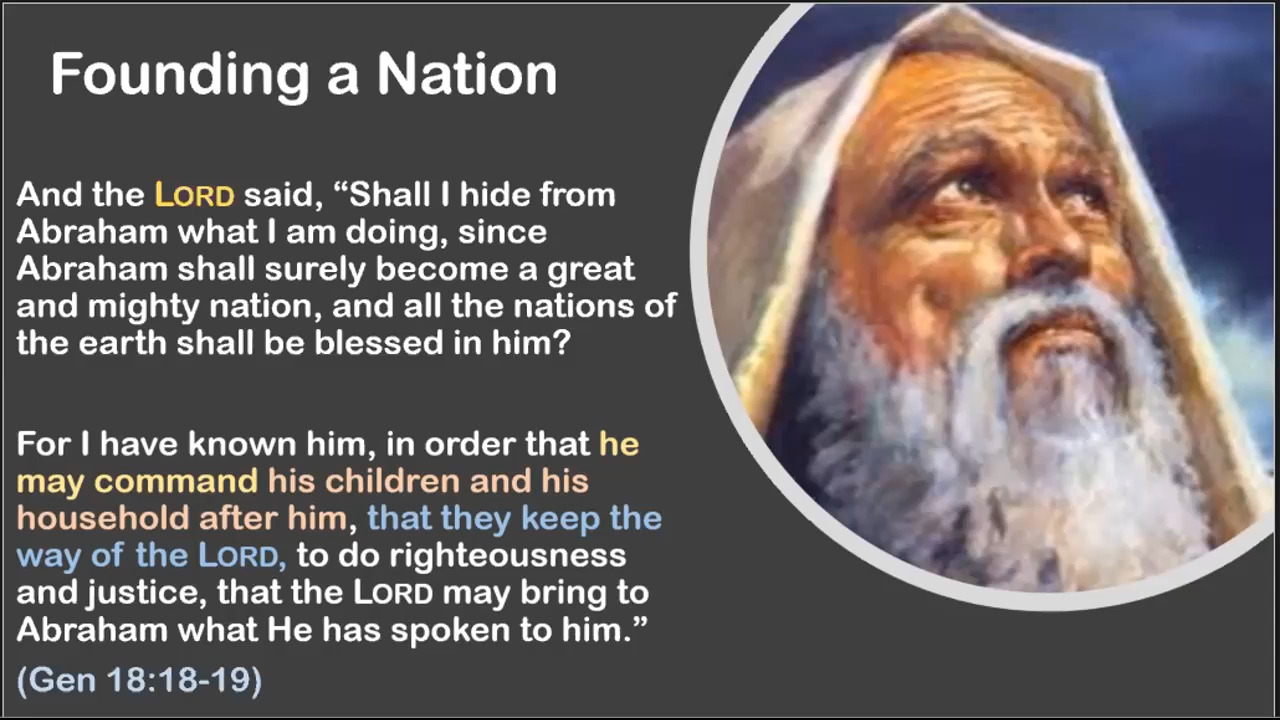 Founding a Nation
And the LORD said, “Shall I hide from
Abraham what I am doing, since
Abraham shall surely become a great
and mighty nation, and all the nations of
the earth shall be blessed in him?
For I have known him, in order that he
may command his children and his
household after him, that they keep the
way of the LORD, to do righteousness
and justice, that the LORD may bring to
Abraham what He has spoken to him.”
(Gen 18:18-19)